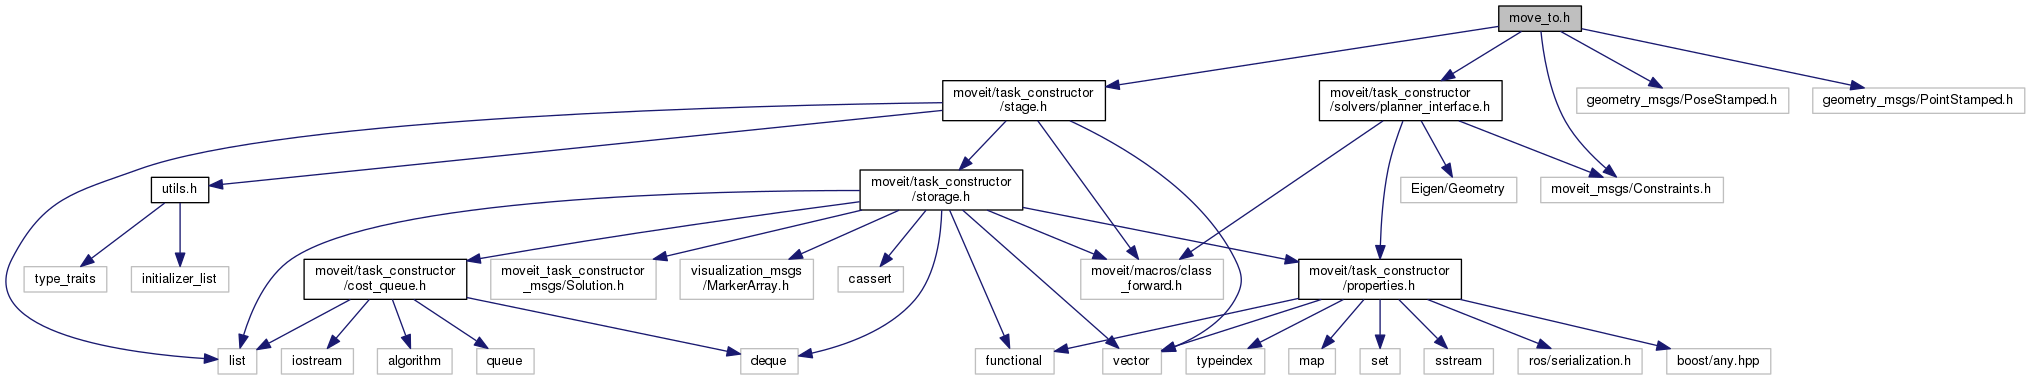 move_to.h
moveit/task_constructor
/stage.h
moveit/task_constructor
/solvers/planner_interface.h
geometry_msgs/PoseStamped.h
geometry_msgs/PointStamped.h
utils.h
moveit/task_constructor
/storage.h
Eigen/Geometry
moveit_msgs/Constraints.h
type_traits
initializer_list
moveit/task_constructor
/cost_queue.h
moveit_task_constructor
_msgs/Solution.h
visualization_msgs
/MarkerArray.h
cassert
moveit/macros/class
_forward.h
moveit/task_constructor
/properties.h
list
iostream
algorithm
queue
deque
functional
vector
typeindex
map
set
sstream
ros/serialization.h
boost/any.hpp